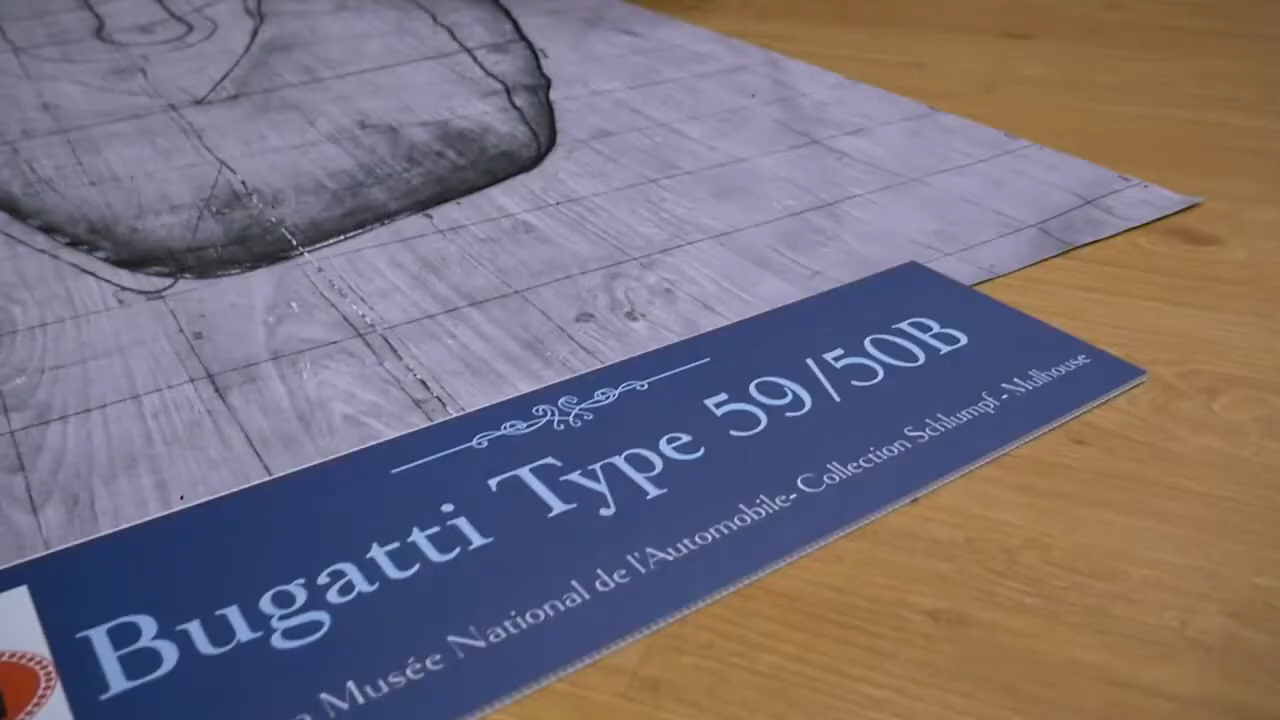 Bugatti Type 59/50B
Musée National de l'Automobile- Collection Schlumpf - Mulhouse